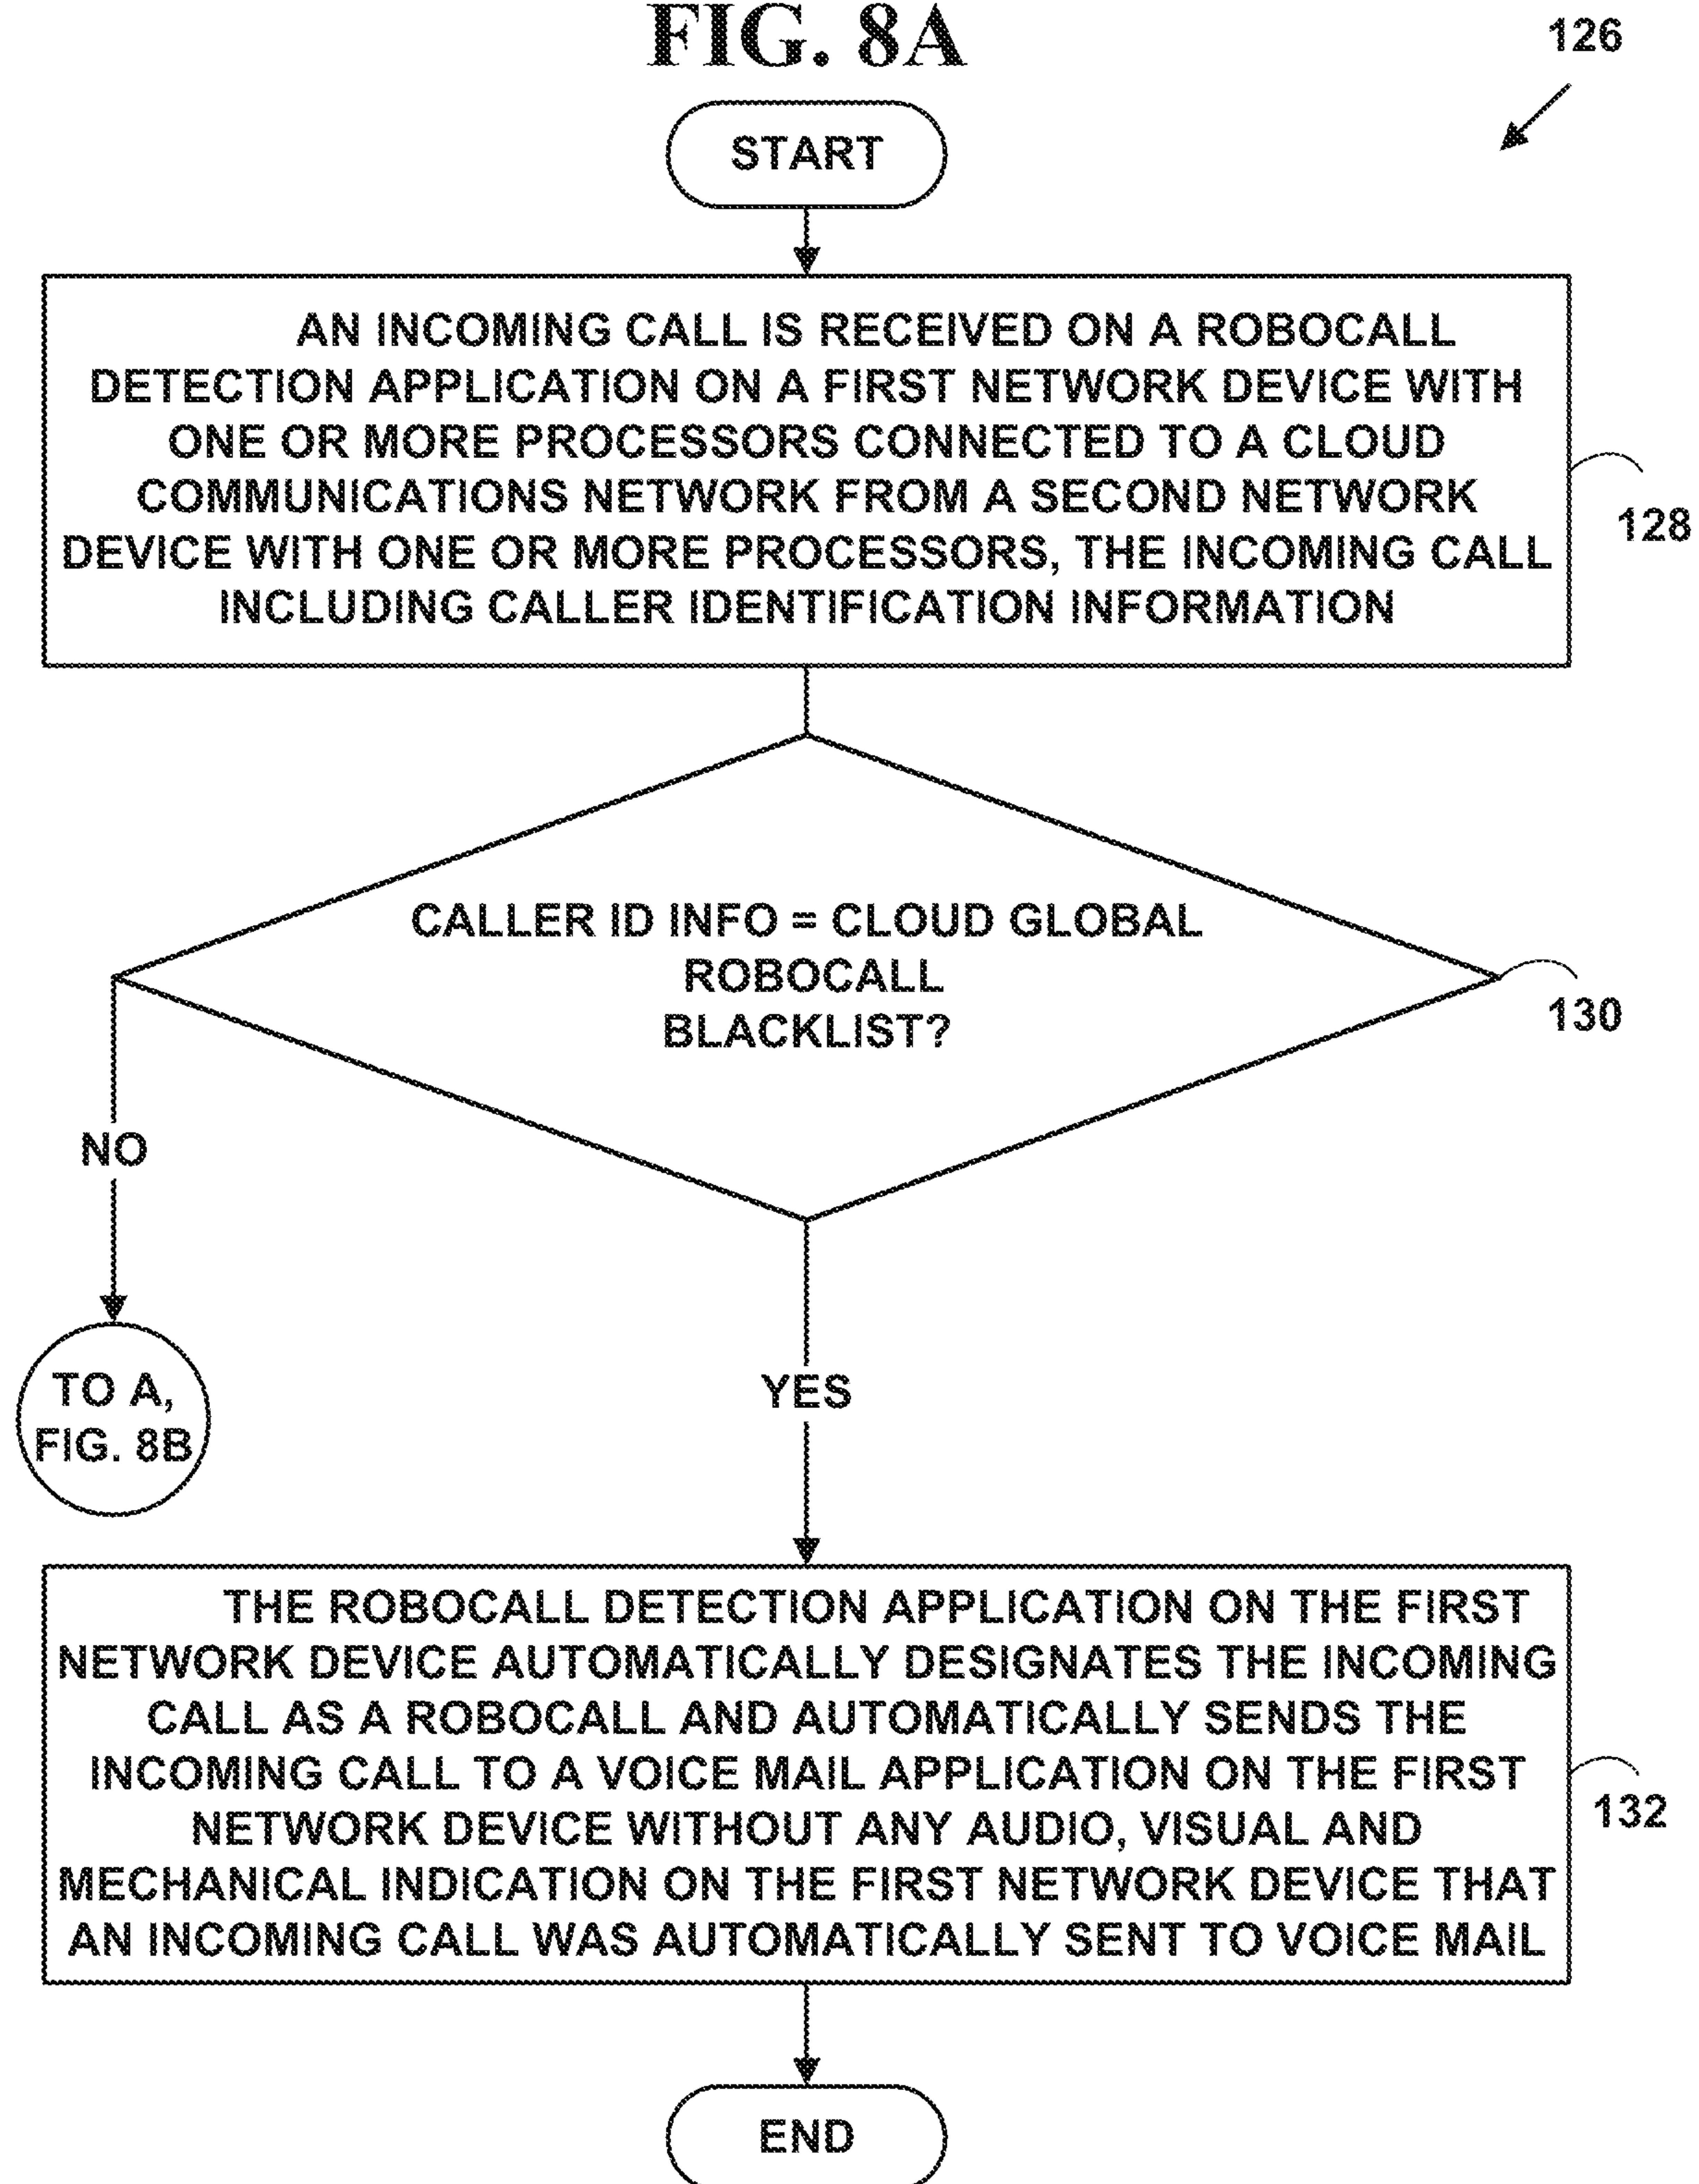 FIG. 8A
126
START
AN INCOMING CALL IS RECEIVED ON A ROBOCALL
DETECTION APPLICATION ON A FIRST NETWORK DEVICE WITH
ONE OR MORE PROCESSORS CONNECTED TO A CLOUD
COMMUNICATIONS NETWORK FROM A SECOND NETWORK
DEVICE WITH ONE OR MORE PROCESSORS, THE INCOMING CALL
INCLUDING CALLER IDENTIFICATION INFORMATION
128
CALLER ID INFO = CLOUD GLOBAL
ROBOCALL
BLACKLIST?
130
NO
TO A,
FIG. 8B
YES
THE ROBOCALL DETECTION APPLICATION ON THE FIRST
NETWORK DEVICE AUTOMATICALLY DESIGNATES THE INCOMING
CALL AS A ROBOCALL AND AUTOMATICALLY SENDS THE
INCOMING CALL TO A VOICE MAIL APPLICATION ON THE FIRST
NETWORK DEVICE WITHOUT ANY AUDIO, VISUAL AND
MECHANICAL INDICATION ON THE FIRST NETWORK DEVICE THAT
AN INCOMING CALL WAS AUTOMATICALLY SENT TO VOICE MAIL
132
END